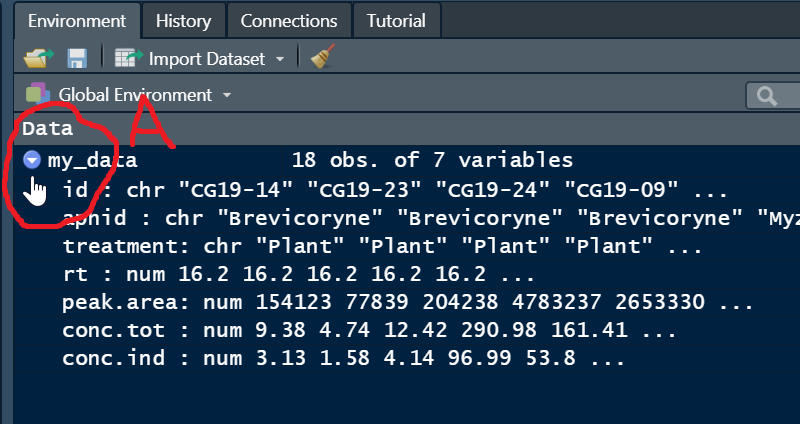 Environment History Connections Tutorial
Import Dataset
Global Environment
A
Data
my_data 18 obs. of 7 variables
id : chr "CG19-14" "CG19-23" "CG19-24" "CG19-09" ...
aphid : chr "Brevicoryne" "Brevicoryne" "Brevicoryne" "Myz
treatment: chr "Plant" "Plant" "Plant" "Plant" ...
rt : num 16.2 16.2 16.2 16.2 16.2 ...
peak.area: num 154123 77839 204238 4783237 2653330 ...
conc.tot : num 9.38 4.74 12.42 290.98 161.41 ...
conc.ind : num 3.13 1.58 4.14 96.99 53.8 ...